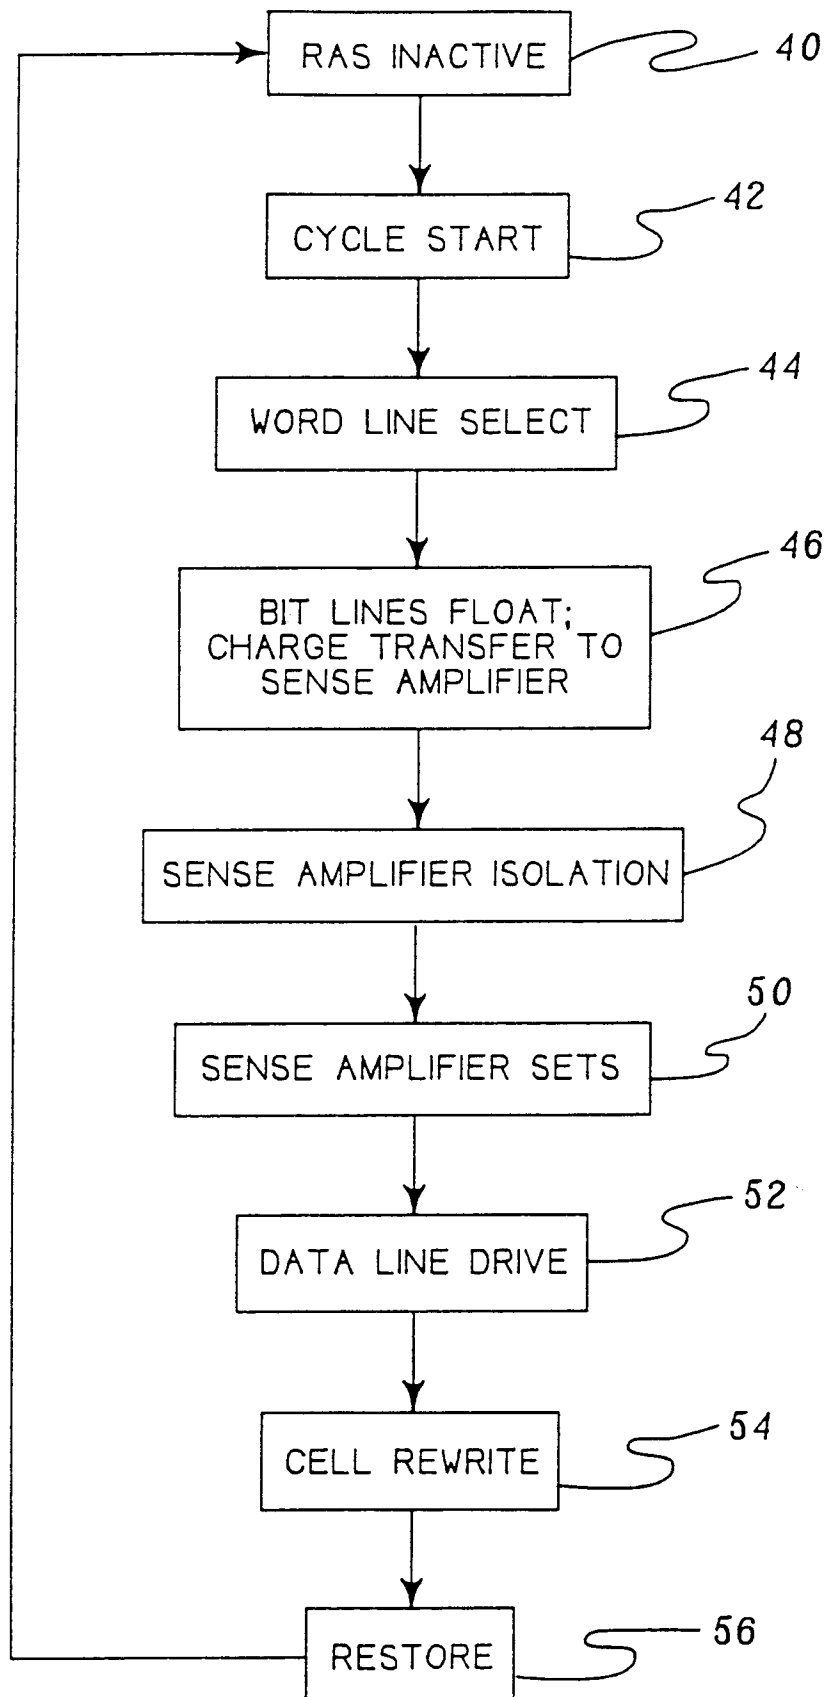 RAS INACTIVE
40
CYCLE START
42
WORD LINE SELECT
44
BIT LINES FLOAT;
CHARGE TRANSFER TO
SENSE AMPLIFIER
46
SENSE AMPLIFIER ISOLATION
48
SENSE AMPLIFIER SETS
50
DATA LINE DRIVE
52
CELL REWRITE
54
RESTORE
56